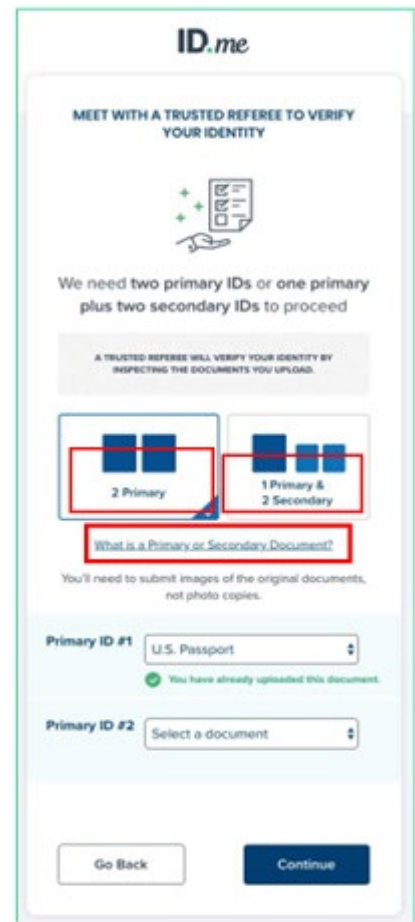 ID.me
MEET WITH A TRUSTED REFEREE TO VERIFY
YOUR IDENTITY
We need two primary IDs or one primary
plus two secondary IDs to proceed
A TRUSTED REFEREE WILL VERIFY YOUR IDENTITY BY
INSPECTING THE DOCUMENTS YOU UPLOAD.
2 Primary
1 Primary &
2 Secondary
What is a Primary or Secondary Document?
You'll need to submit images of the original documents,
not photo copies.
Primary ID #1
U.S. Passport
You have already uploaded this document.
Primary ID #2
Select a document
Go Back
Continue